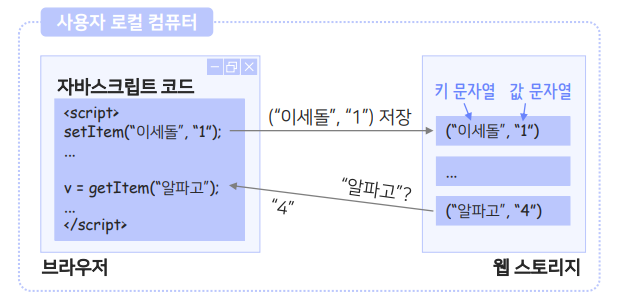 사용자 로컬 컴퓨터
자바스크립트 코드
<script>
setItem("이세돌", "1");
...
v = getItem("알파고");
...
</script>
브라우저
("이세돌", "1") 저장
"알파고"?
"4"
키 문자열 값 문자열
("이세돌", "1")
...
("알파고", "4")
웹 스토리지